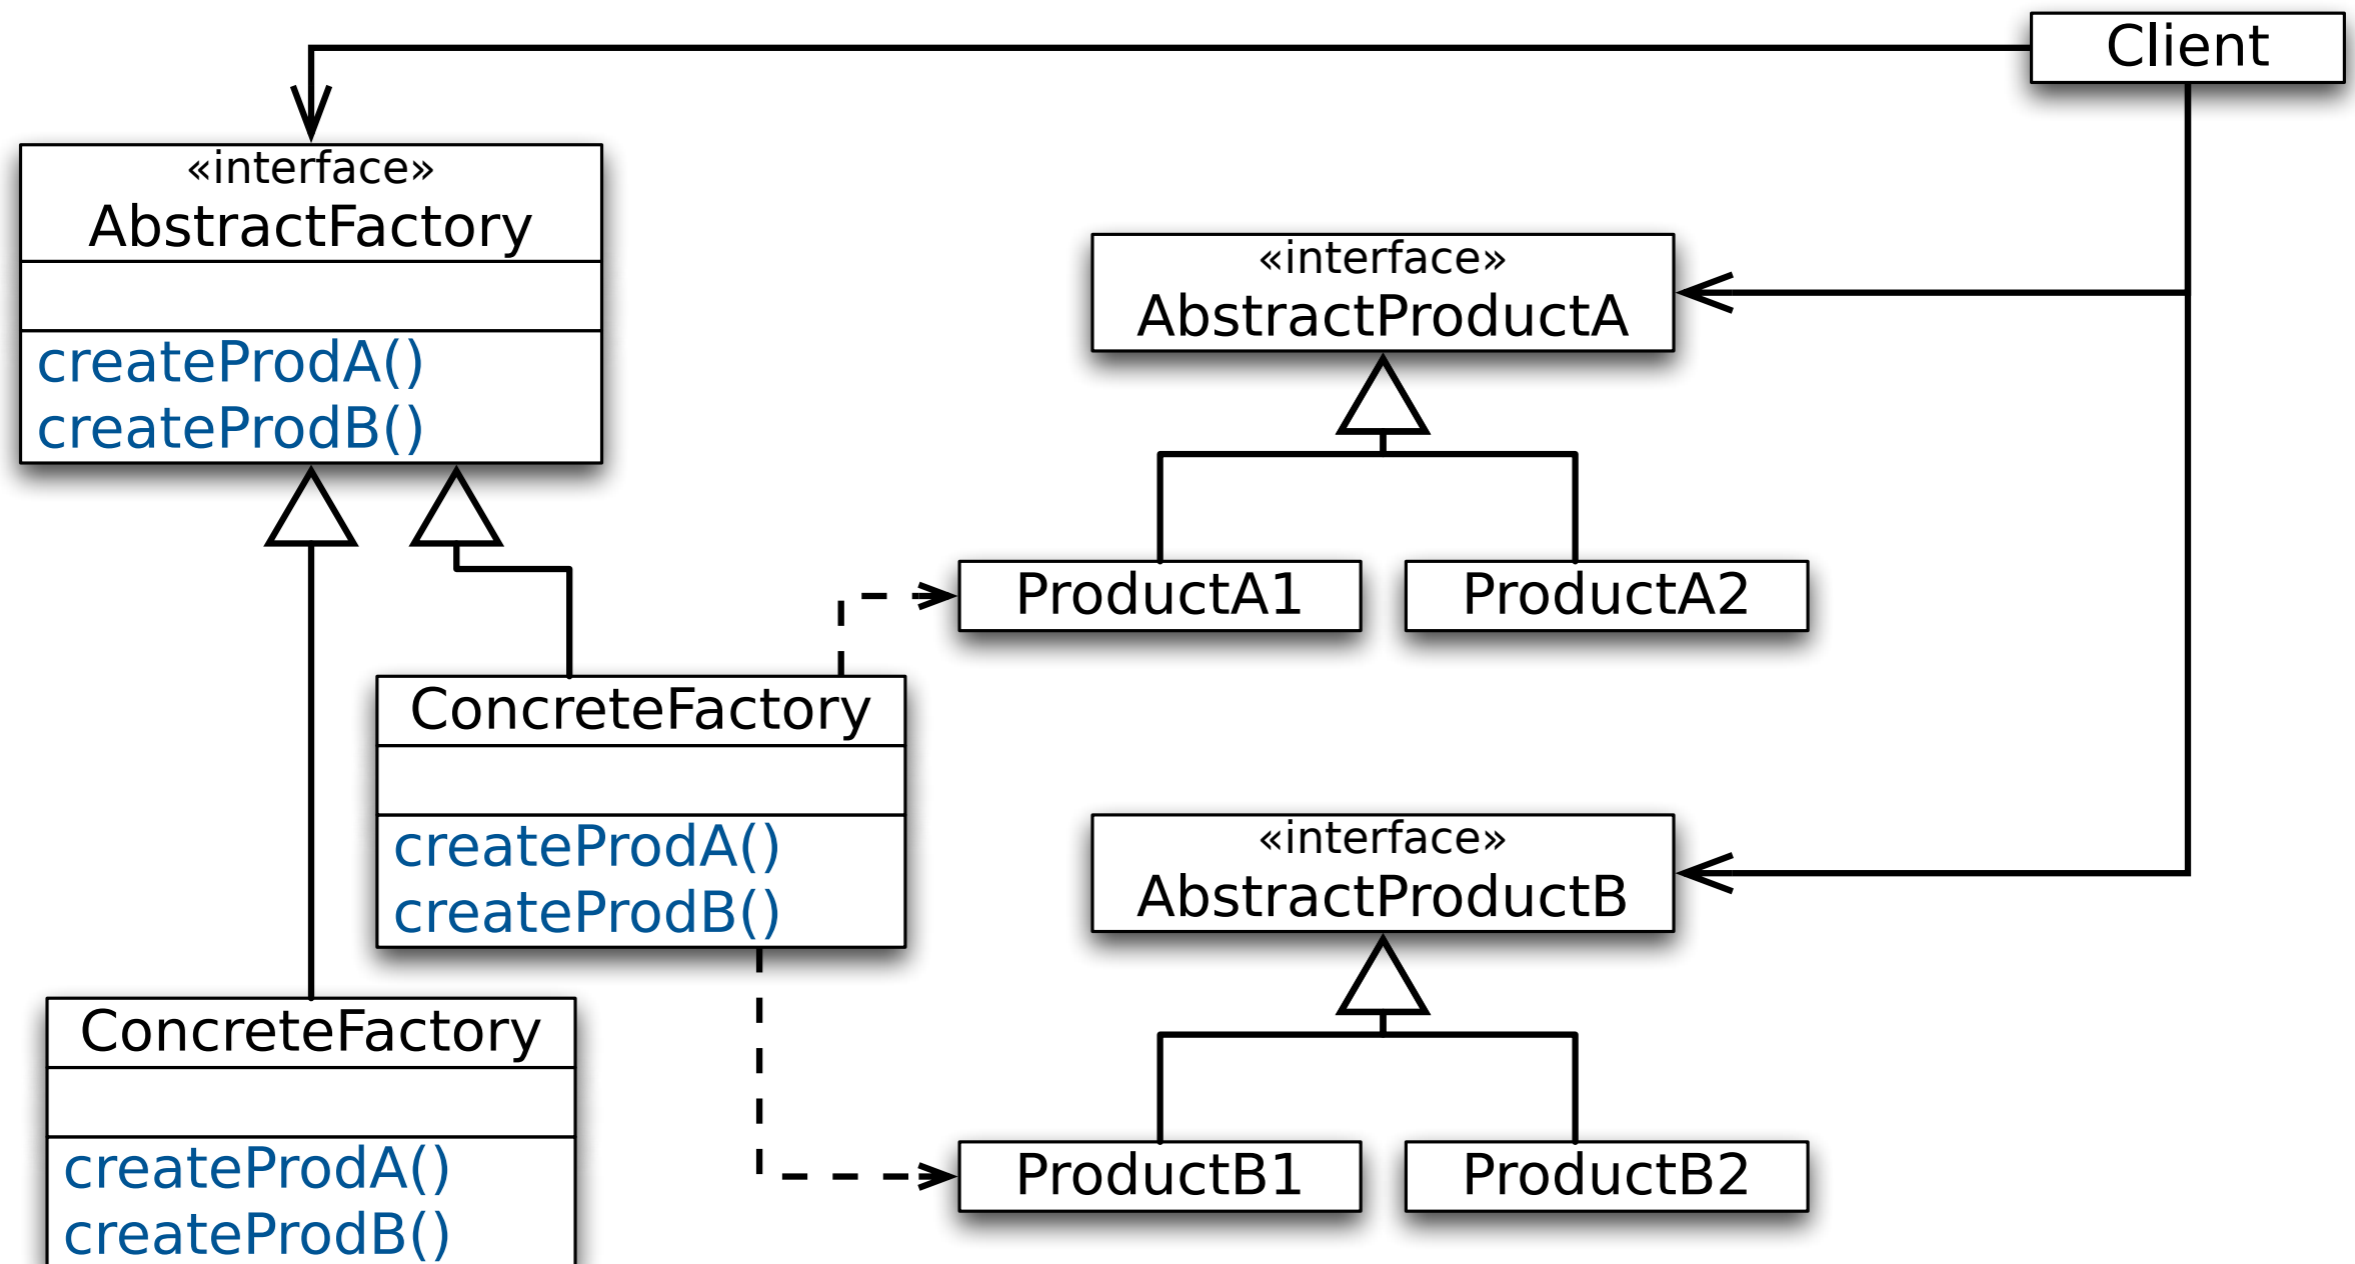 Client
«interface»
AbstractFactory
createProdA()
createProdB()
«interface»
AbstractProductA
ProductA1
ProductA2
ConcreteFactory
createProdA()
createProdB()
«interface»
AbstractProductB
ConcreteFactory
createProdA()
createProdB()
ProductB1
ProductB2